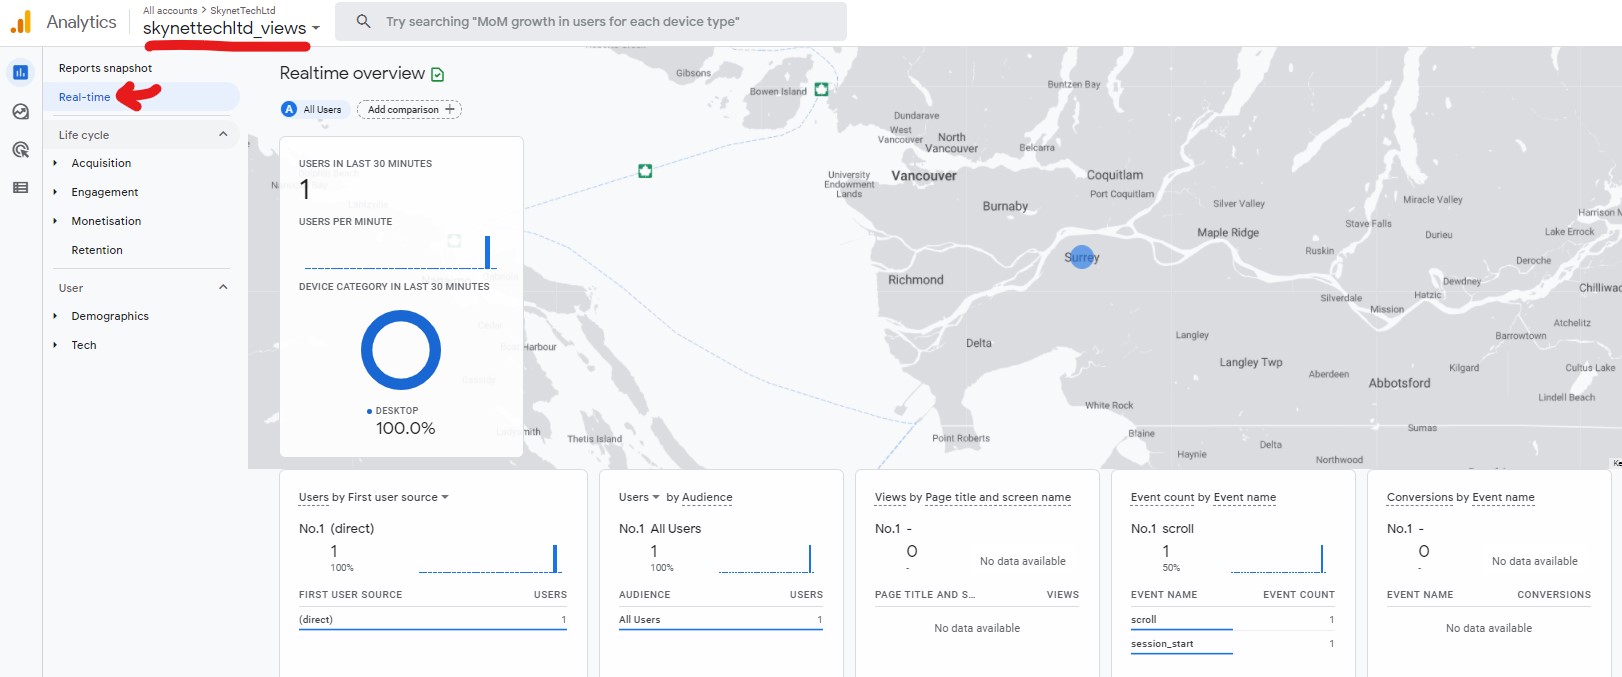 Analytics
All accounts > SkynetTechLtd
skynettechltd_views
Try searching "MoM growth in users for each device type"
Reports snapshot
Real-time
Life cycle
Acquisition
Engagement
Monetisation
Retention
User
Demographics
Tech
Realtime overview
A All Users
Add comparison +
USERS IN LAST 30 MINUTES
1
USERS PER MINUTE
DEVICE CATEGORY IN LAST 30 MINUTES
DESKTOP
100.0%
Gibsons
Bowen Island
Buntzen Bay
Dundarave
West
Vancouver
North
Vancouver
Belcarra
University
Endowment
Lands
Vancouver
Coquitlam
Port Coquitlam
Burnaby
Silver Valley
Miracle Valley
Maple Ridge
Stave Falls
Durieu
Harrison M
Lake Errock
Ruskin
Deroche
Surrey
Richmond
Dewdney
Hatzic
Silverdale
Mission
Chilliwac
Atchelitz
Barrowtown
Delta
Langley
Langley Twp
Kilgard
Cultus Lake
Aberdeen
Abbotsford
Lindell Beach
White Rock
Sumas
Point Roberts
Blaine
Delta
Haynie
Northwood
Harbour
Thetis Island
Ke
Users by First user source
No.1 (direct)
1
100%
FIRST USER SOURCE USERS
(direct) 1
Users by Audience
No.1 All Users
1
100%
AUDIENCE USERS
All Users 1
Views by Page title and screen name
No.1 -
0
-
No data available
PAGE TITLE AND S... VIEWS
No data available
Event count by Event name
No.1 scroll
1
50%
EVENT NAME EVENT COUNT
scroll 1
session_start 1
Conversions by Event name
No.1 -
0
-
No data available
EVENT NAME CONVERSIONS
No data available